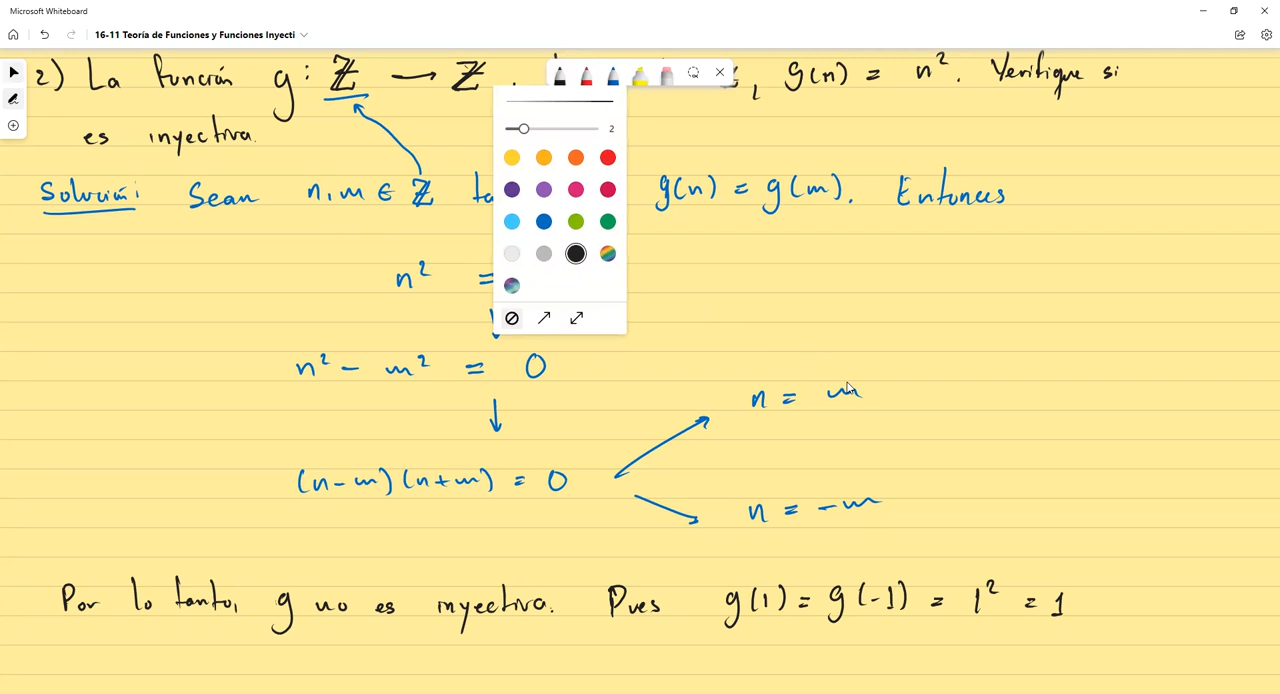 Microsoft Whiteboard
16-11 Teoría de Funciones y Funciones Inyecti
2) La función g: ℤ → ℤ, g(n) = n². Verifique si
es inyectiva.
2
Solución: Sean n, m ∈ ℤ g(n) = g(m). Entonces
n² =
n² - m² = 0
n = m
(n-m)(n+m) = 0
n = -m
Por lo tanto, g no es inyectiva. Pues g(1) = g(-1) = 1² = 1